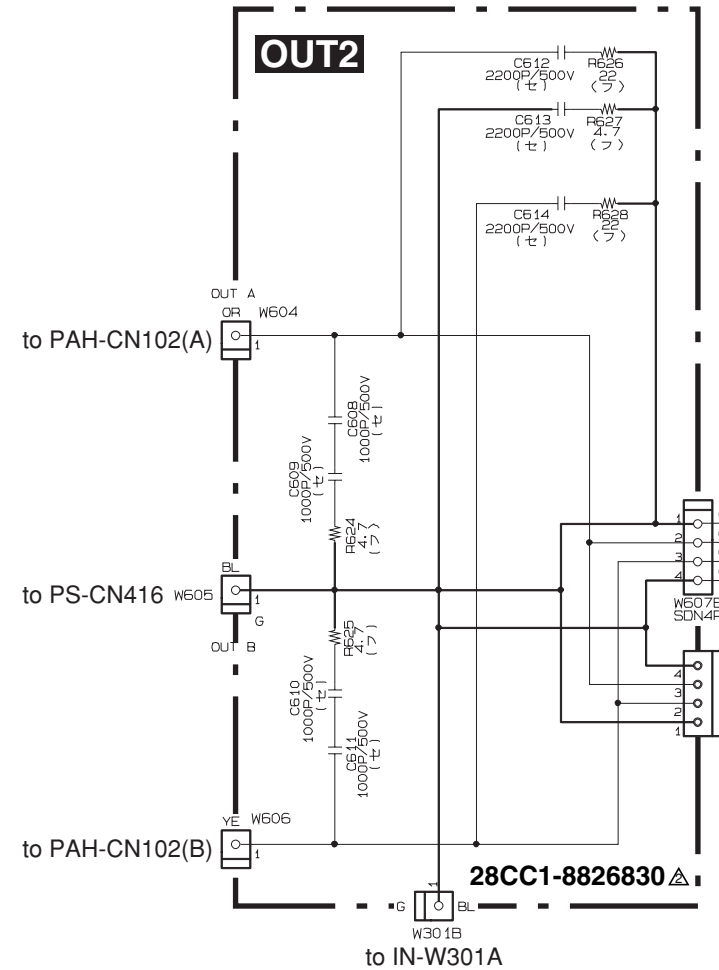 OUT2
C612
2200P/500V
(セ)
R626
22
(フ)
C613
2200P/500V
(セ)
R627
4.7
(フ)
C614
2200P/500V
(セ)
R628
22
(フ)
OUT A
OR W604
to PAH-CN102(A)
1
C608
1000P/500V
(セ)
C609
1000P/500V
(セ)
R624
4.7
(フ)
BL
to PS-CN416 W605
1
G
OUT B
R625
4.7
(フ)
C610
1000P/500V
(セ)
C611
1000P/500V
(セ)
1
2
3
4
W607B
SDN4P
4
3
2
1
YE W606
to PAH-CN102(B)
1
28CC1-8826830 2
1
G BL
W301B
to IN-W301A